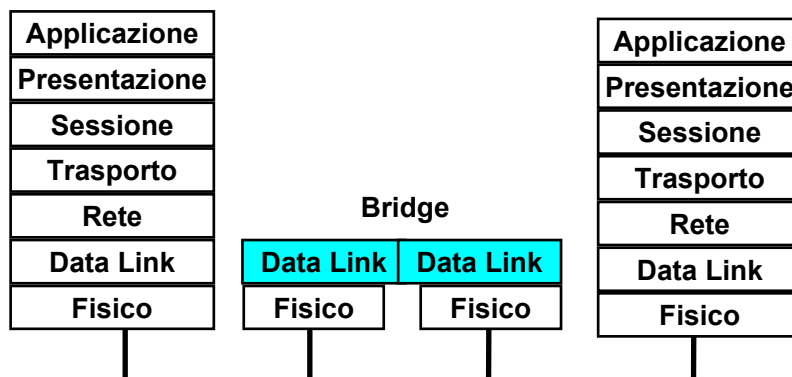 Applicazione
Presentazione
Sessione
Trasporto
Rete
Data Link
Fisico
Bridge
Data Link Data Link
Fisico Fisico
Applicazione
Presentazione
Sessione
Trasporto
Rete
Data Link
Fisico